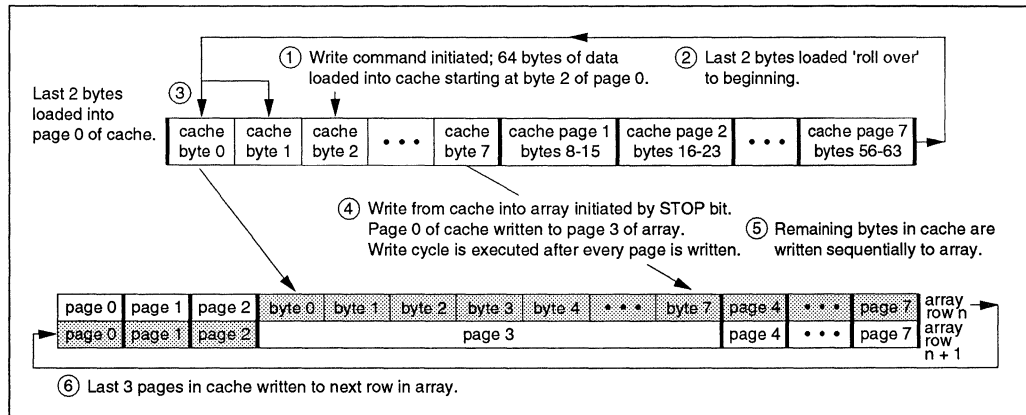 ① Write command initiated; 64 bytes of data
loaded into cache starting at byte 2 of page 0.
② Last 2 bytes loaded 'roll over'
to beginning.
Last 2 bytes
loaded into
page 0 of cache.
③
cache byte 0
cache byte 1
cache byte 2
• • •
cache byte 7
cache page 1 bytes 8-15
cache page 2 bytes 16-23
• • •
cache page 7 bytes 56-63
④ Write from cache into array initiated by STOP bit.
Page 0 of cache written to page 3 of array.
Write cycle is executed after every page is written.
⑤ Remaining bytes in cache are
written sequentially to array.
page 0 page 1 page 2 byte 0 byte 1 byte 2 byte 3 byte 4 • • • byte 7 page 4 • • • page 7 array row n
page 0 page 1 page 2 page 3 page 4 • • • page 7 array row n + 1
⑥ Last 3 pages in cache written to next row in array.